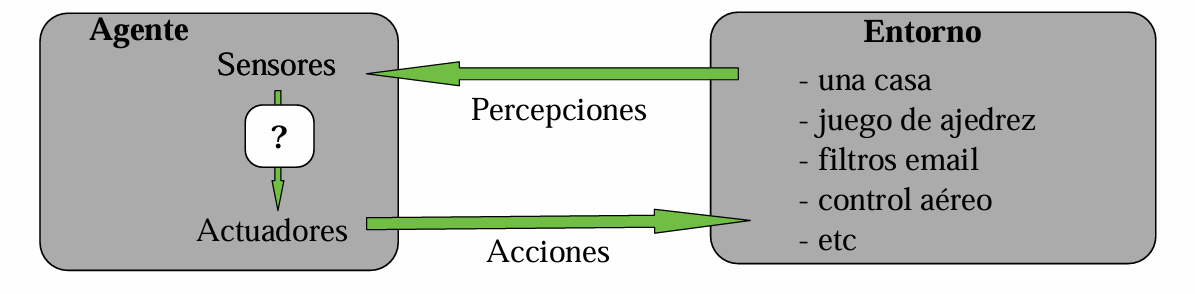 Agente
Sensores
?
Actuadores
Percepciones
Acciones
Entorno
- una casa
- juego de ajedrez
- filtros email
- control aéreo
- etc